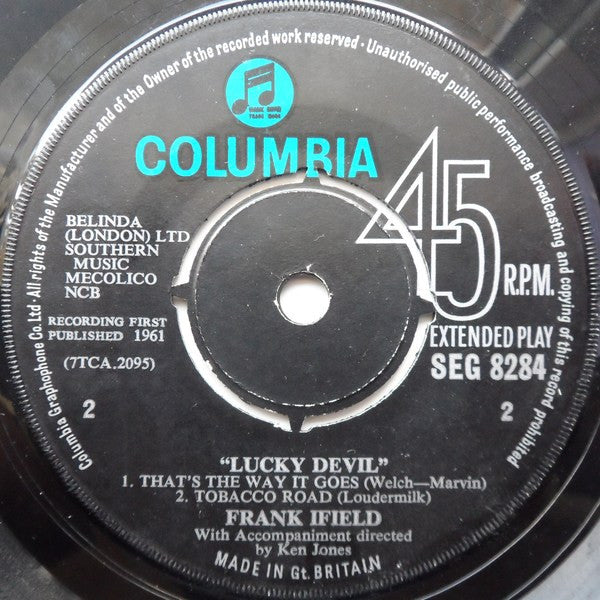 Columbia Graphophone Co. Ltd · All rights of the Manufacturer and of the Owner of the recorded work reserved · Unauthorised public performance broadcasting and copying of this record prohibited
TRADE MARK
COLUMBIA
45
R.P.M.
EXTENDED PLAY
SEG 8284
BELINDA
(LONDON) LTD
SOUTHERN
MUSIC
MECOLICO
NCB
RECORDING FIRST
PUBLISHED 1961
(7TCA.2095)
2
2
"LUCKY DEVIL"
1. THAT'S THE WAY IT GOES (Welch—Marvin)
2. TOBACCO ROAD (Loudermilk)
FRANK IFIELD
With Accompaniment directed
by Ken Jones
MADE IN Gt. BRITAIN